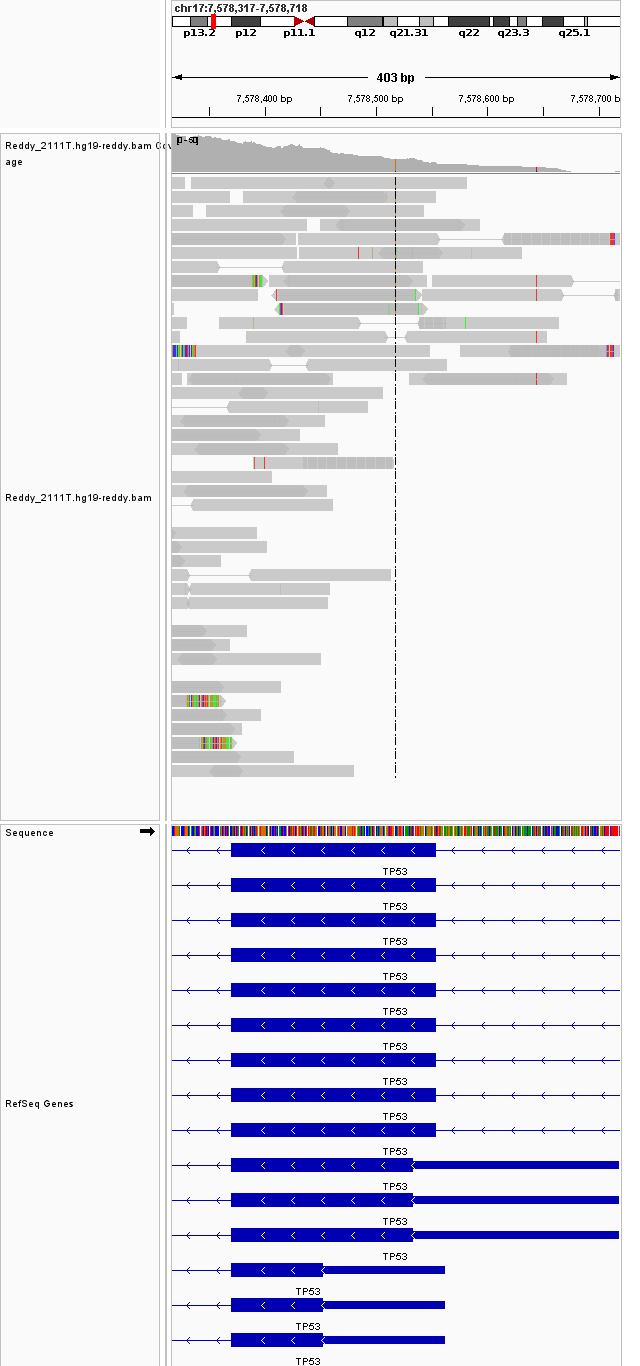 chr17:7,578,317-7,578,718
p13.2 p12 p11.1 q12 q21.31 q22 q23.3 q25.1
403 bp
7,578,400 bp 7,578,500 bp 7,578,600 bp 7,578,700 b
Reddy_2111T.hg19-reddy.bam Cov
age
Reddy_2111T.hg19-reddy.bam
Sequence
TP53
TP53
TP53
TP53
TP53
TP53
TP53
RefSeq Genes
TP53
TP53
TP53
TP53
TP53
TP53
TP53
TP53